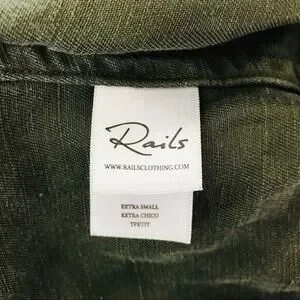 Rails
WWW.RAILSCLOTHING.COM
EXTRA SMALL
EXTRA CHICO
TPETIT